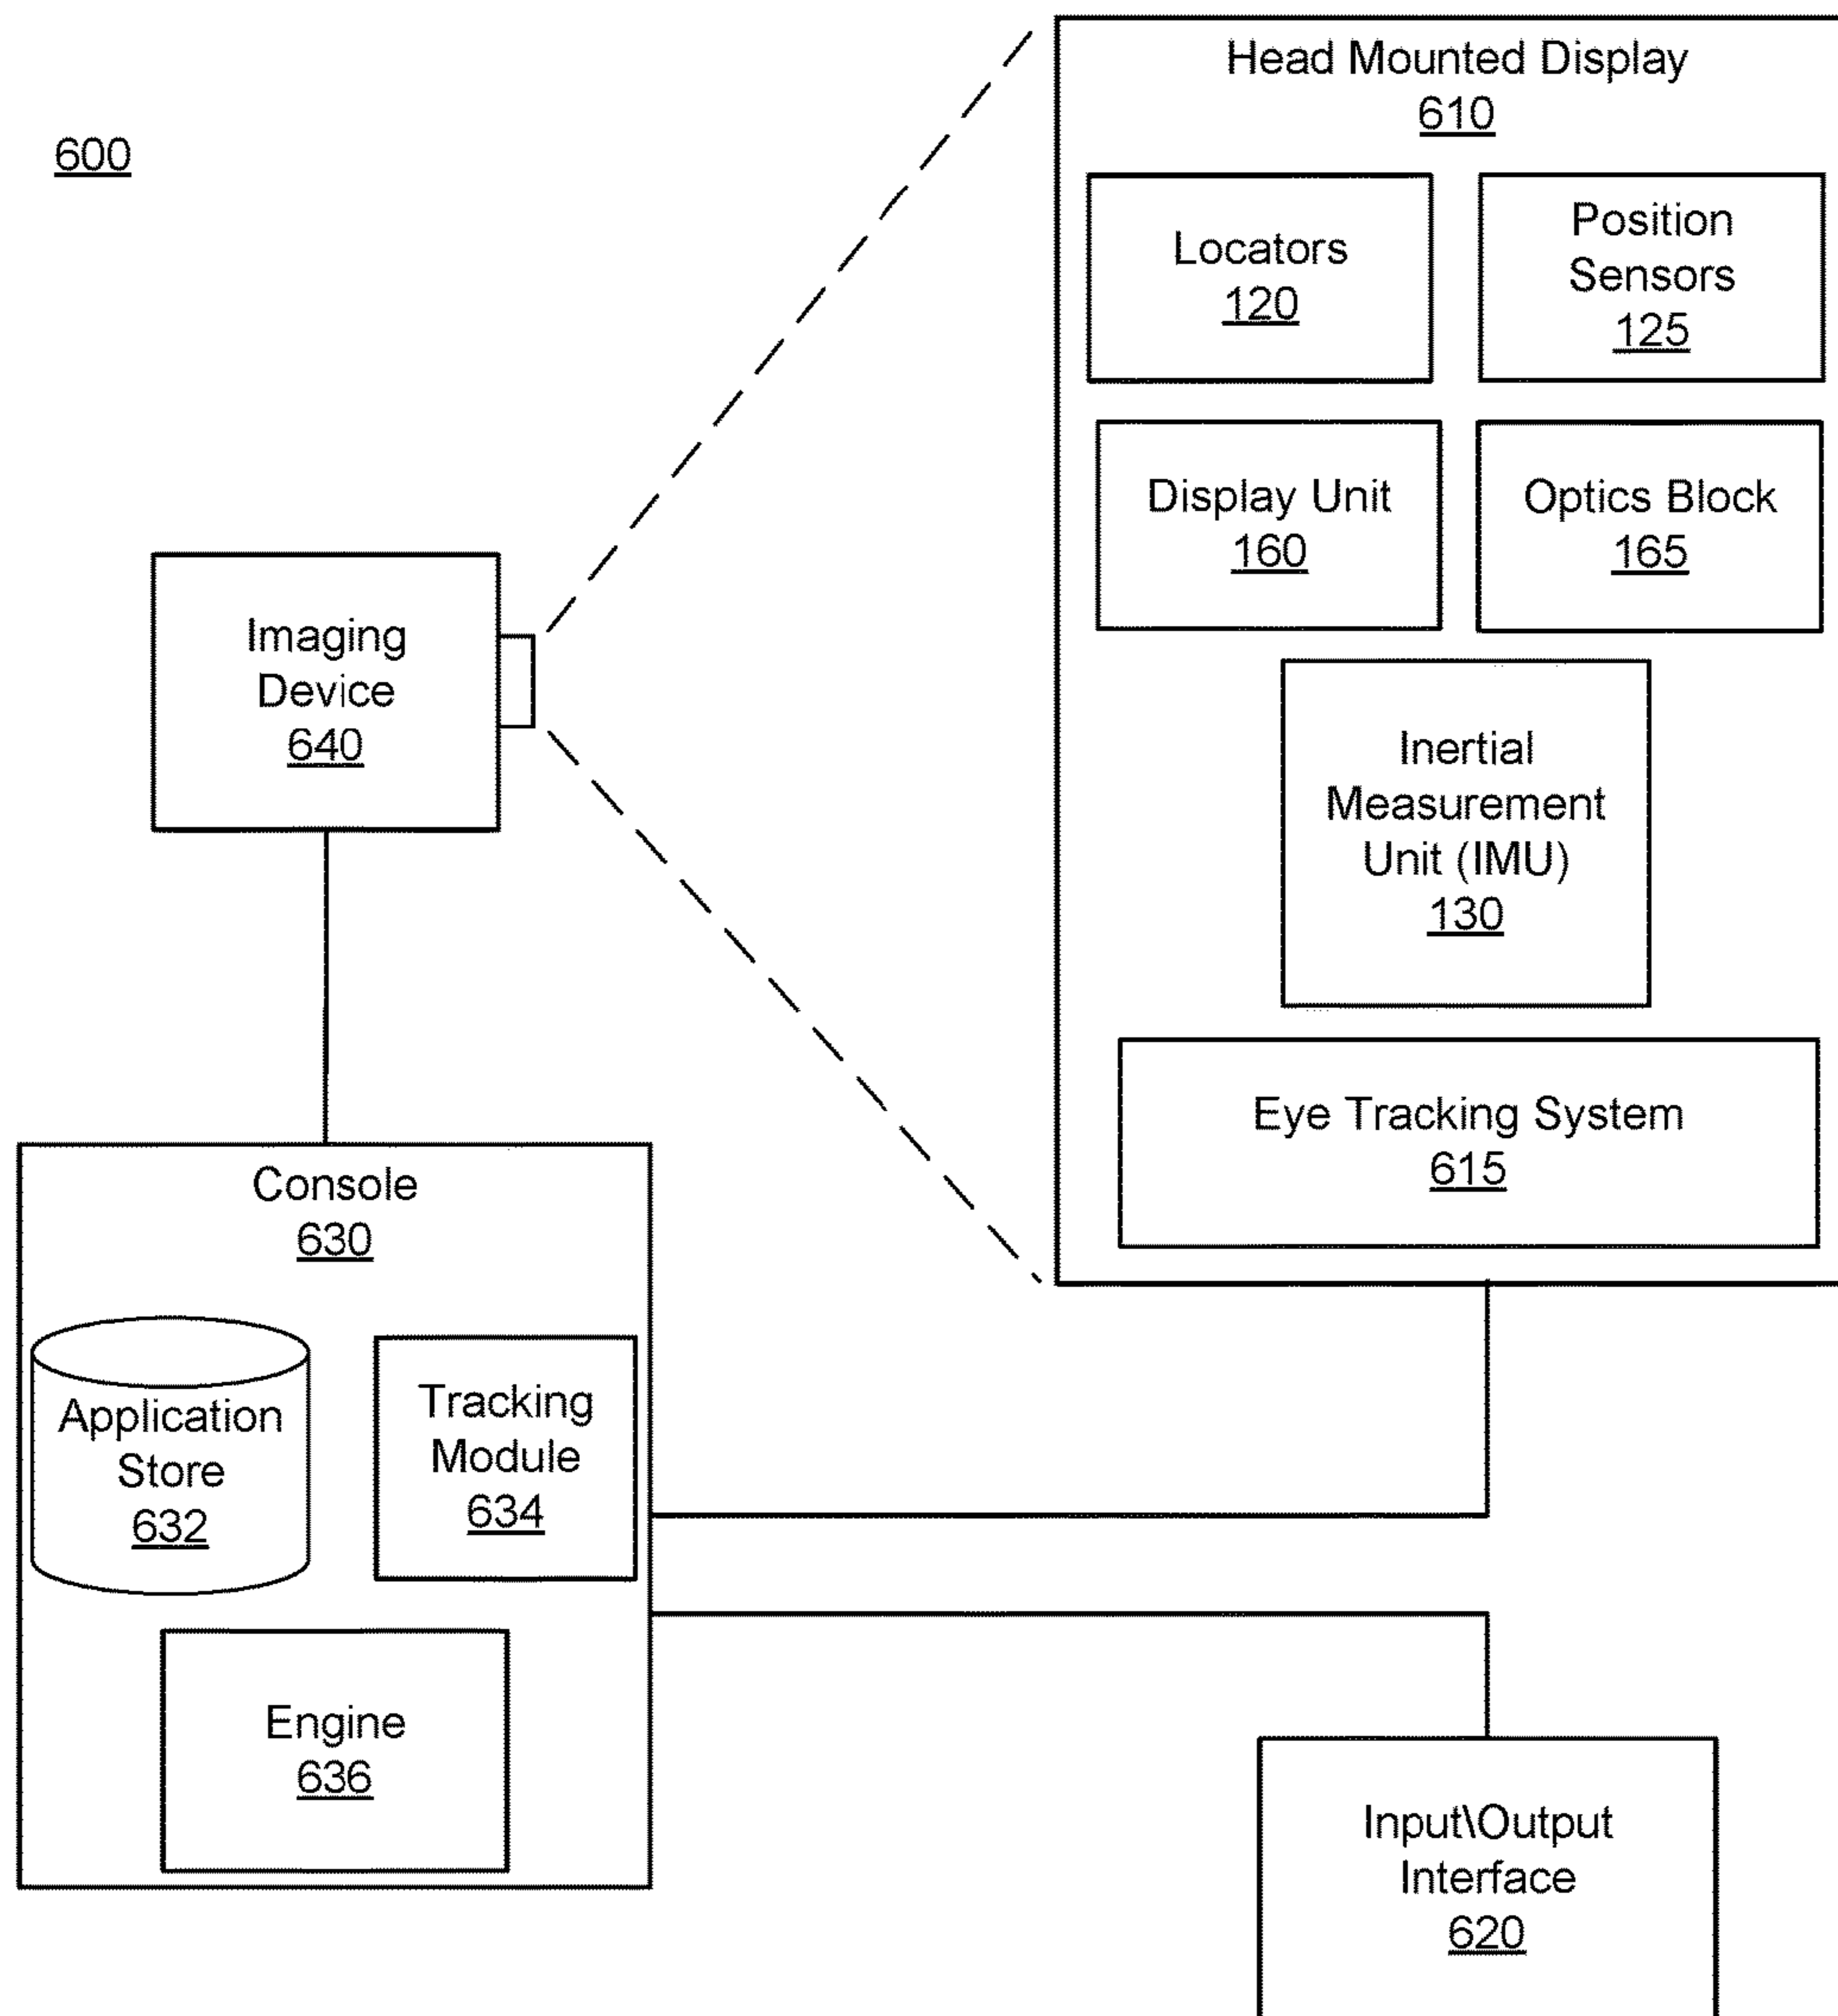 600
Head Mounted Display
610
Locators
120
Position
Sensors
125
Display Unit
160
Optics Block
165
Imaging
Device
640
Inertial
Measurement
Unit (IMU)
130
Eye Tracking System
615
Console
630
Application
Store
632
Tracking
Module
634
Engine
636
Input\Output
Interface
620